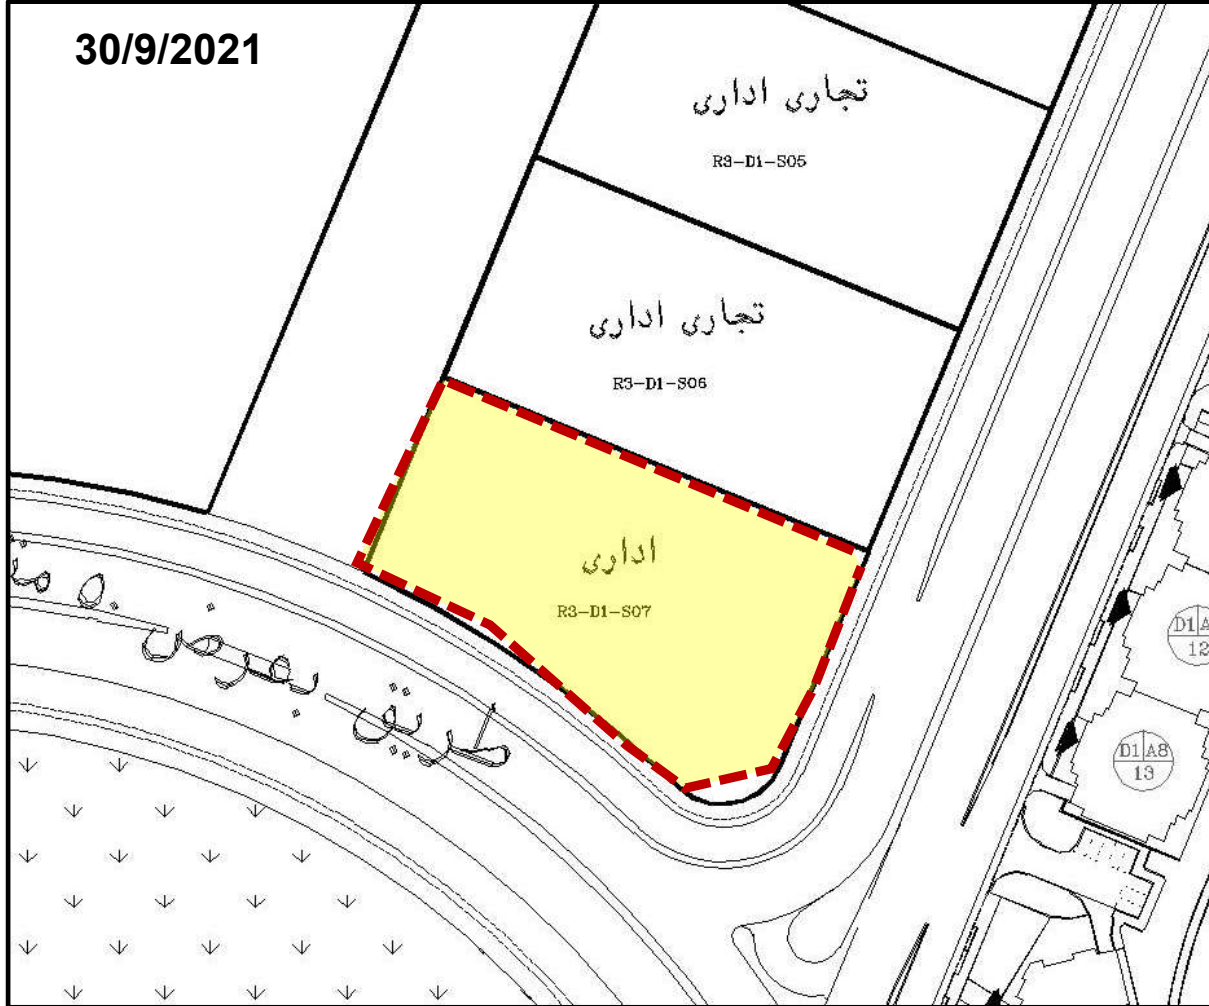 30/9/2021
تجاري اداري
R3-D1-S05
تجاري اداري
R3-D1-S06
اداري
R3-D1-S07
طريق بعرض
D1 A
12
D1 A8
13